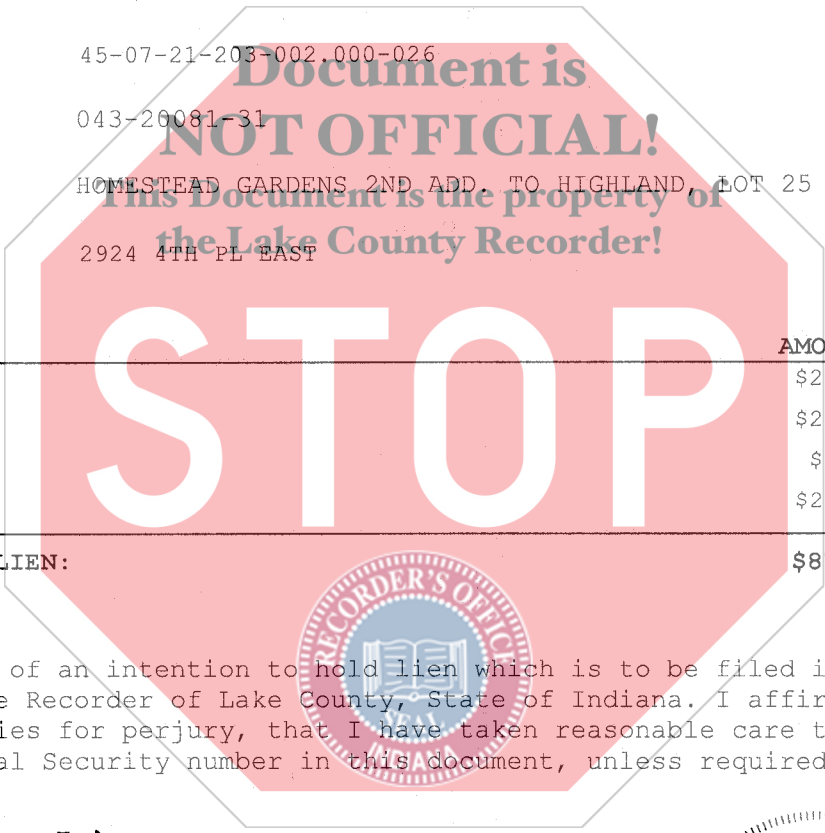 45-07-21-203-002.000-026
Document is
043-20081-31
NOT OFFICIAL!
HOMESTEAD GARDENS 2ND ADD. TO HIGHLAND, LOT 25
This Document is the property of
the Lake County Recorder!
2924 4TH PL EAST
STOP
AMO
$2
$2
$
$2
LIEN:
$8
RECORDER'S OFFICE
of an intention to hold lien which is to be filed i
e Recorder of Lake County, State of Indiana. I affir
ies for perjury, that I have taken reasonable care t
al Security number in this document, unless required
SEAL
INDIANA